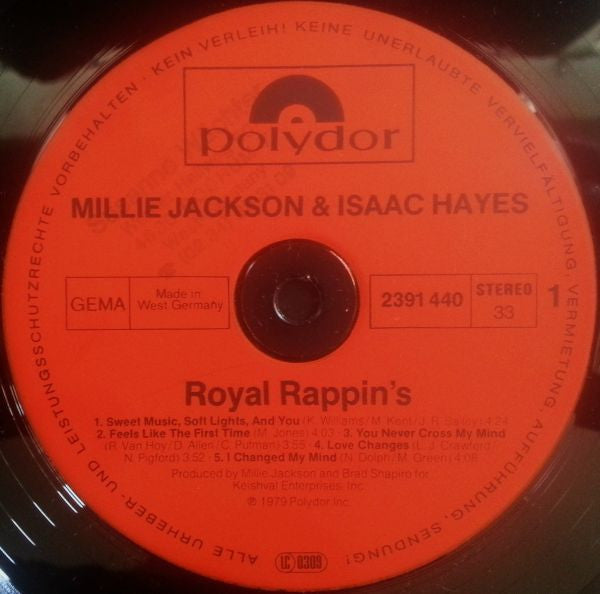 ALLE URHEBER- UND LEISTUNGSSCHUTZRECHTE VORBEHALTEN · KEIN VERLEIH! KEINE UNERLAUBTE VERVIELFÄLTIGUNG, VERMIETUNG, AUFFÜHRUNG, SENDUNG!
polydor
MILLIE JACKSON & ISAAC HAYES
GEMA
Made in
West Germany
2391 440
STEREO
33
1
Royal Rappin's
1. Sweet Music, Soft Lights, And You (K. Williams/M. Kent/J. R. Bailey) 4:24
2. Feels Like The First Time (M. Jones) 4:03 · 3. You Never Cross My Mind
(R. Van Hoy/D. Allen/C. Putman) 3:55 · 4. Love Changes (L. J. Crawford/
N. Pigford) 3:52 · 5. I Changed My Mind (N. Dolph/M. Green) 4:08
Produced by Millie Jackson and Brad Shapiro for
Keishval Enterprises, Inc.
℗ 1979 Polydor Inc.
LC 0309